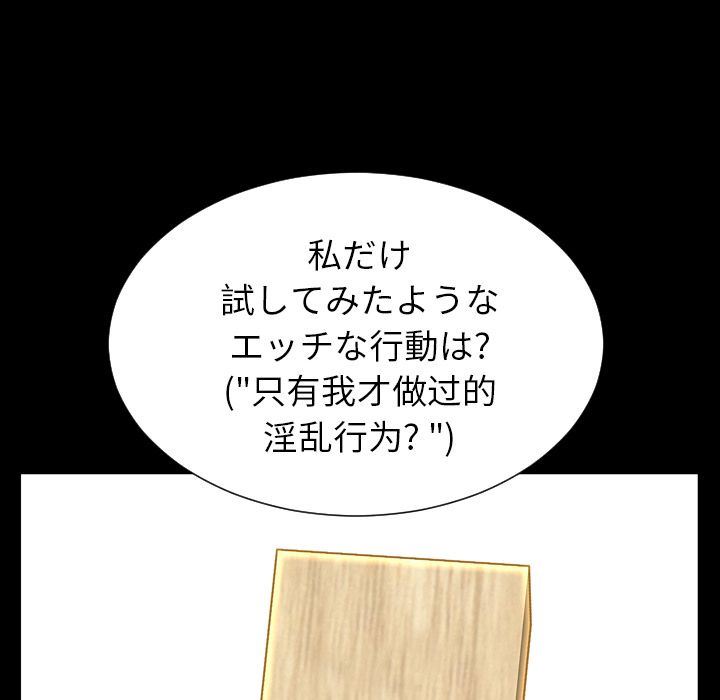 私だけ
試してみたような
エッチな行動は?
("只有我才做过的
淫乱行为? ")